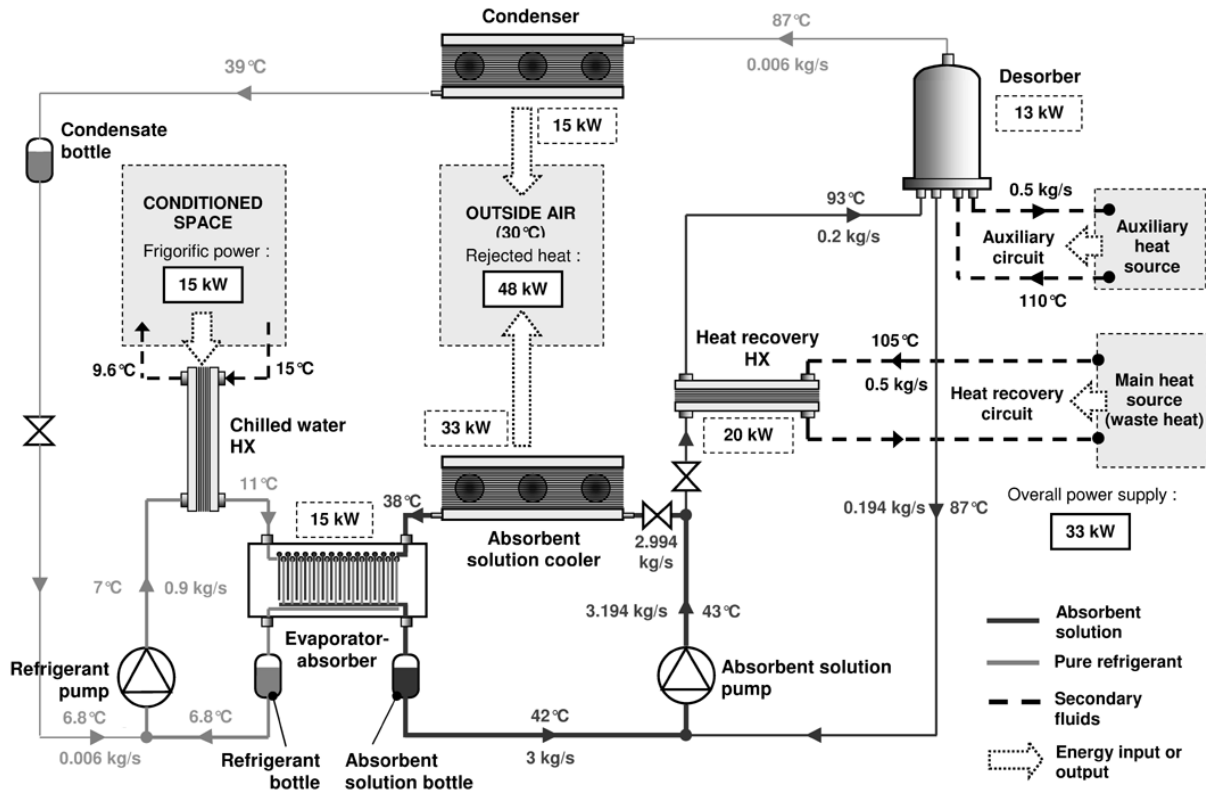 Condenser
87°C
0.006 kg/s
39°C
Desorber
13 kW
15 kW
Condensate
bottle
CONDITIONED
SPACE
Frigorific power :
15 kW
OUTSIDE AIR
(30°C)
Rejected heat :
48 kW
93°C
0.2 kg/s
0.5 kg/s
Auxiliary
circuit
110°C
Auxiliary
heat
source
9.6°C
15°C
Chilled water
HX
33 kW
Heat recovery
HX
20 kW
105°C
0.5 kg/s
Heat recovery
circuit
Main heat
source
(waste heat)
11°C
15 kW
38°C
Absorbent
solution cooler
2.994
kg/s
0.194 kg/s
87°C
Overall power supply :
33 kW
7°C
0.9 kg/s
3.194 kg/s
43°C
Evaporator-
absorber
Refrigerant
pump
Absorbent solution
pump
6.8°C
0.006 kg/s
6.8°C
42°C
3 kg/s
Refrigerant
bottle
Absorbent
solution bottle
Absorbent
solution
Pure refrigerant
Secondary
fluids
Energy input or
output